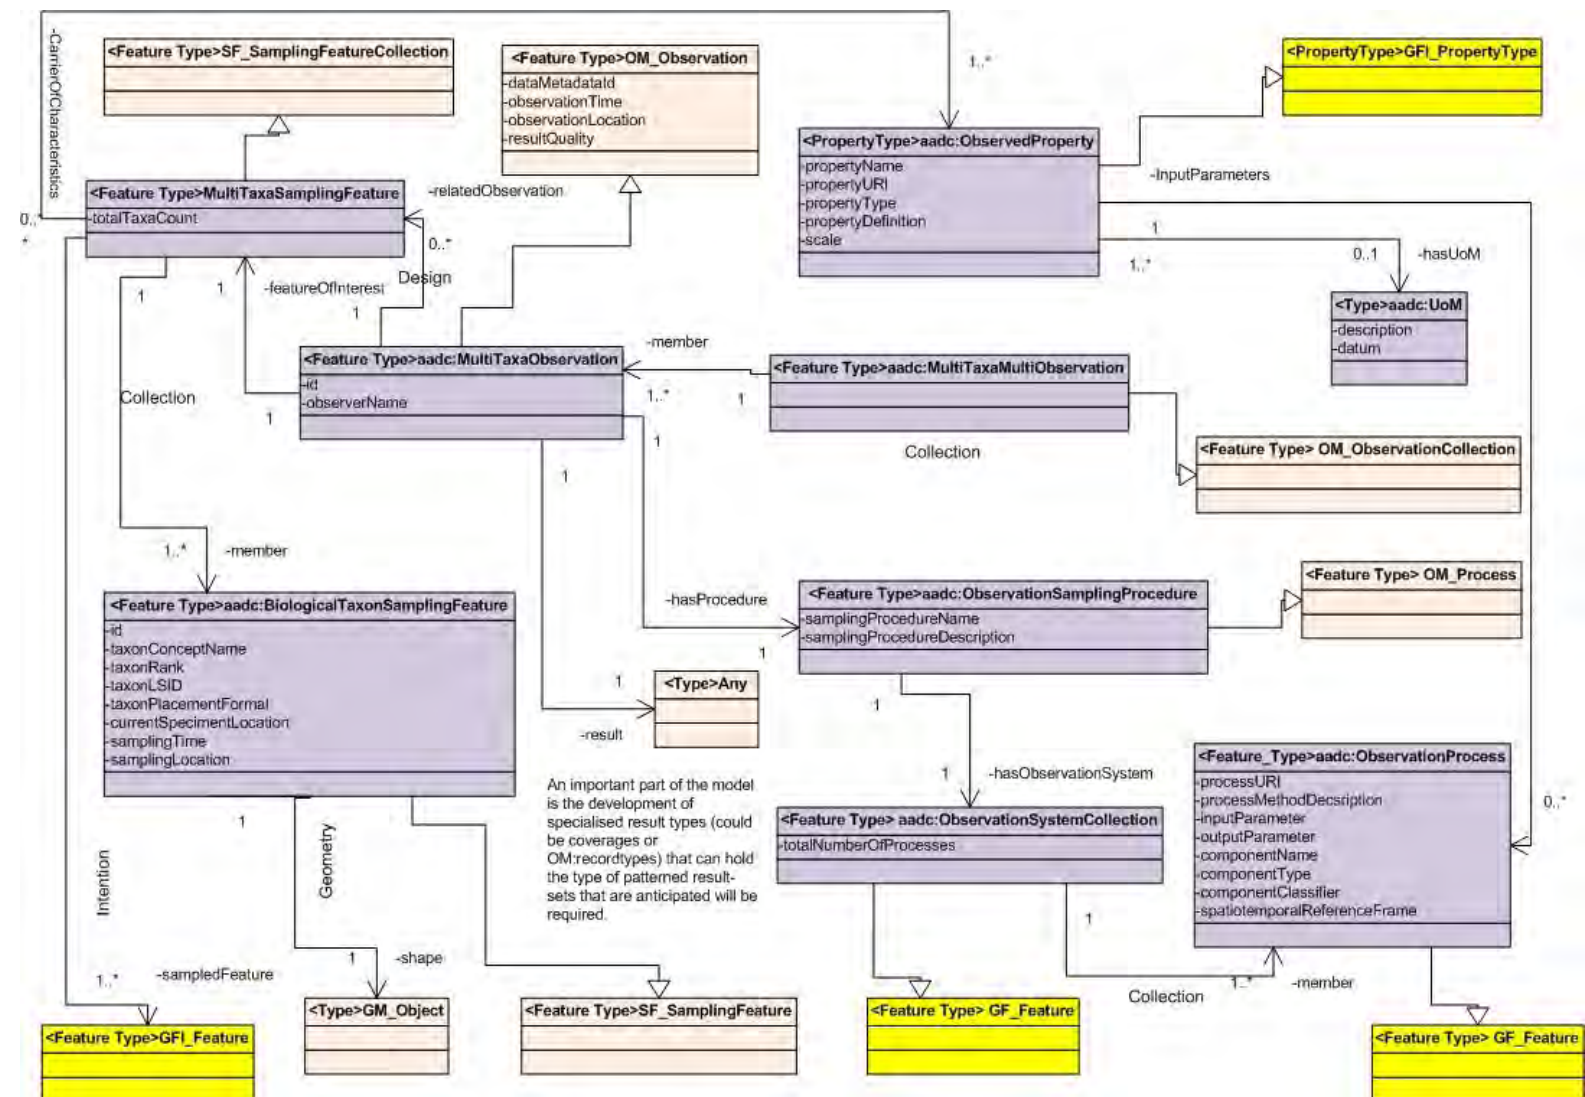 -CarrierOfCharacteristics
<Feature Type>SF_SamplingFeatureCollection
<Feature Type>OM_Observation
-dataMetadataId
-observationTime
-observationLocation
-resultQuality
1..*
<PropertyType>GFI_PropertyType
<PropertyType>aadc:ObservedProperty
-propertyName
-propertyURI
-propertyType
-propertyDefinition
-scale
-InputParameters
<Feature Type>MultiTaxaSamplingFeature
-totalTaxaCount
0..*
*
-relatedObservation
0..*
Design
1
-featureOfInterest
1
1
1
1..*
0..1
-hasUoM
<Type>aadc:UoM
-description
-datum
<Feature Type>aadc:MultiTaxaObservation
-id
-observerName
-member
1..*
1
<Feature Type>aadc:MultiTaxaMultiObservation
Collection
Collection
1
1
1
<Feature Type> OM_ObservationCollection
1..*
-member
<Feature Type>aadc:BiologicalTaxonSamplingFeature
-id
-taxonConceptName
-taxonRank
-taxonLSID
-taxonPlacementFormal
-currentSpecimentLocation
-samplingTime
-samplingLocation
-hasProcedure
1
<Feature Type>aadc:ObservationSamplingProcedure
-samplingProcedureName
-samplingProcedureDescription
<Feature Type> OM_Process
1
<Type>Any
-result
1
1
-hasObservationSystem
An important part of the model
is the development of
specialised result types (could
be coverages or
OM:recordtypes) that can hold
the type of patterned result-
sets that are anticipated will be
required.
<Feature Type> aadc:ObservationSystemCollection
-totalNumberOfProcesses
<Feature_Type>aadc:ObservationProcess
-processURI
-processMethodDecsription
-inputParameter
-outputParameter
-componentName
-componentType
-componentClassifier
-spatiotemporalReferenceFrame
0..*
1
Geometry
Intention
1
1..*
-sampledFeature
1
-shape
Collection
1..*
-member
<Feature Type>GFI_Feature
<Type>GM_Object
<Feature Type>SF_SamplingFeature
<Feature Type> GF_Feature
<Feature Type> GF_Feature